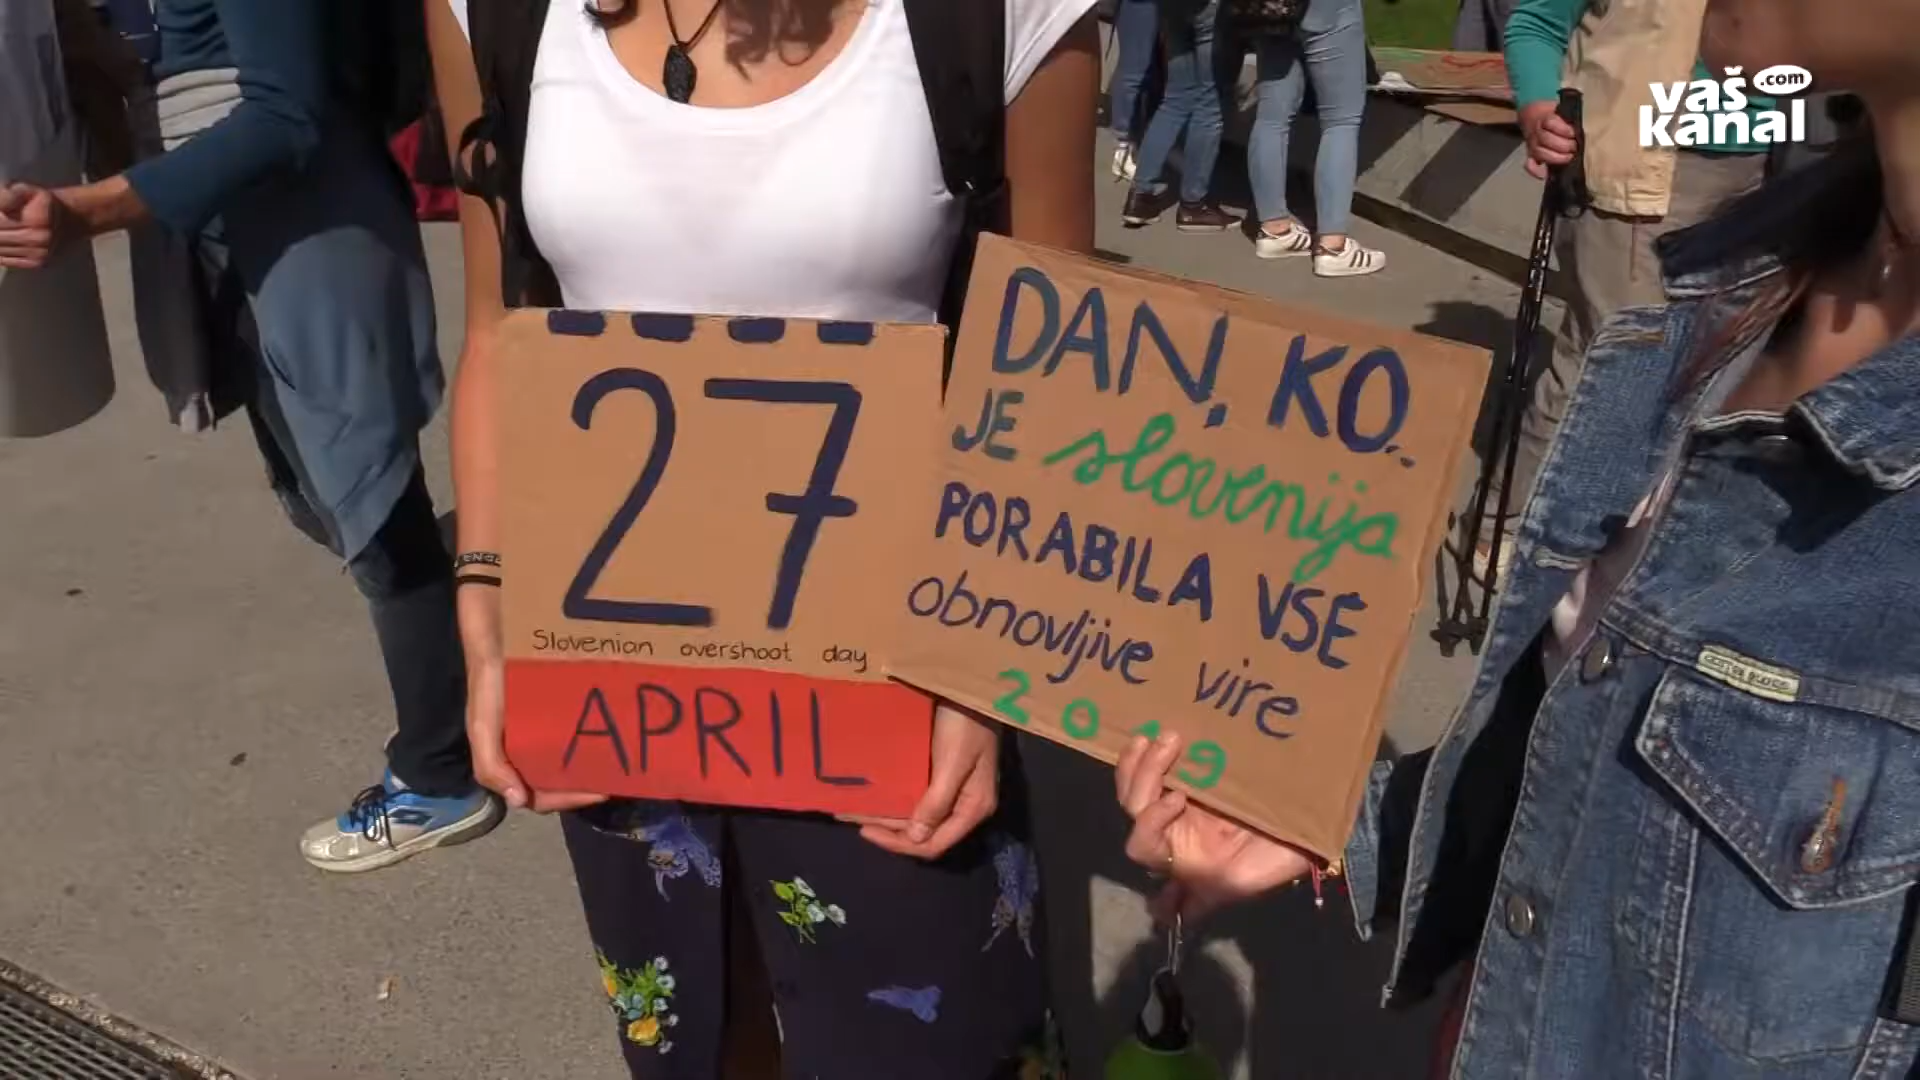 vaš .com
kanal
27
Slovenian overshoot day
APRIL
DAN, KO..
JE slovenija
PORABILA VSE
obnovljive vire
2019